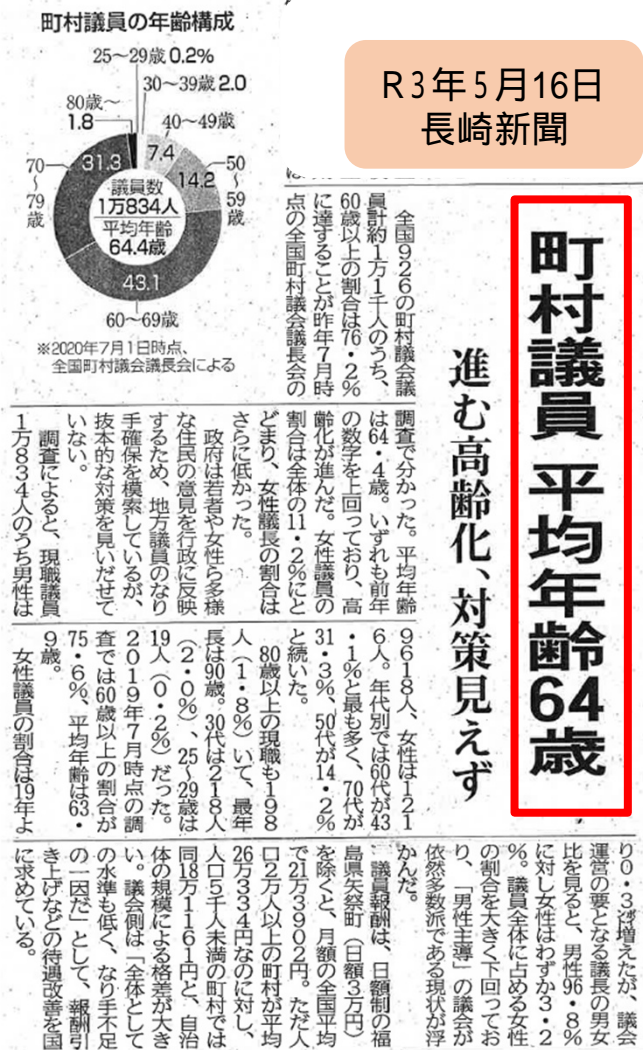 町村議員の年齢構成
25～29歳 0.2%
30～39歳 2.0
80歳～
1.8
40～49歳
7.4
50～59歳
14.2
70～79歳
31.3
議員数
1万834人
平均年齢
64.4歳
43.1
60～69歳
※2020年7月1日時点、
全国町村議会議長会による
R3年5月16日
長崎新聞
町村議員 平均年齢64歳
進む高齢化、対策見えず
全国926の町村議会議
員計約1万1千人のうち、
60歳以上の割合は76・2%
に達することが昨年7月時
点の全国町村議会議長会の
調査で分かった。平均年齢
は64・4歳。いずれも前年
の数字を上回っており、高
齢化が進んだ。女性議員の
割合は全体の11・2%にと
どまり、女性議長の割合は
さらに低かった。
政府は若者や女性ら多様
な住民の意見を行政に反映
するため、地方議員のなり
手確保を模索しているが、
抜本的な対策を見いだせて
いない。
調査によると、現職議員
1万834人のうち男性は
9618人、女性は121
6人。年代別では60代が43
・1%と最も多く、70代が
31・3%、50代が14・2%
と続いた。
80歳以上の現職も198
人（1・8%）いて、最年
長は90歳。30代は218人
（2・0%）、25～29歳は
19人（0・2%）だった。
2019年7月時点の調
査では60歳以上の割合が
75・6%、平均年齢は63・
9歳。
女性議員の割合は19年よ
り0・3㌽増えたが、議会
運営の要となる議長の男女
比を見ると、男性96・8%
に対し女性はわずか3・2
%。議員全体に占める女性
の割合を大きく下回ってお
り、「男性主導」の議会が
依然多数派である現状が浮
かんだ。
議員報酬は、日額制の福
島県矢祭町（日額3万円）
を除くと、月額の全国平均
で21万3902円。ただ人
口2万人以上の町村が平均
26万334円なのに対し、
人口5千人未満の町村では
同18万1161円と、自治
体の規模による格差が大き
い。議会側は「全体として
の水準も低く、なり手不足
の一因だ」として、報酬引
き上げなどの待遇改善を国
に求めている。